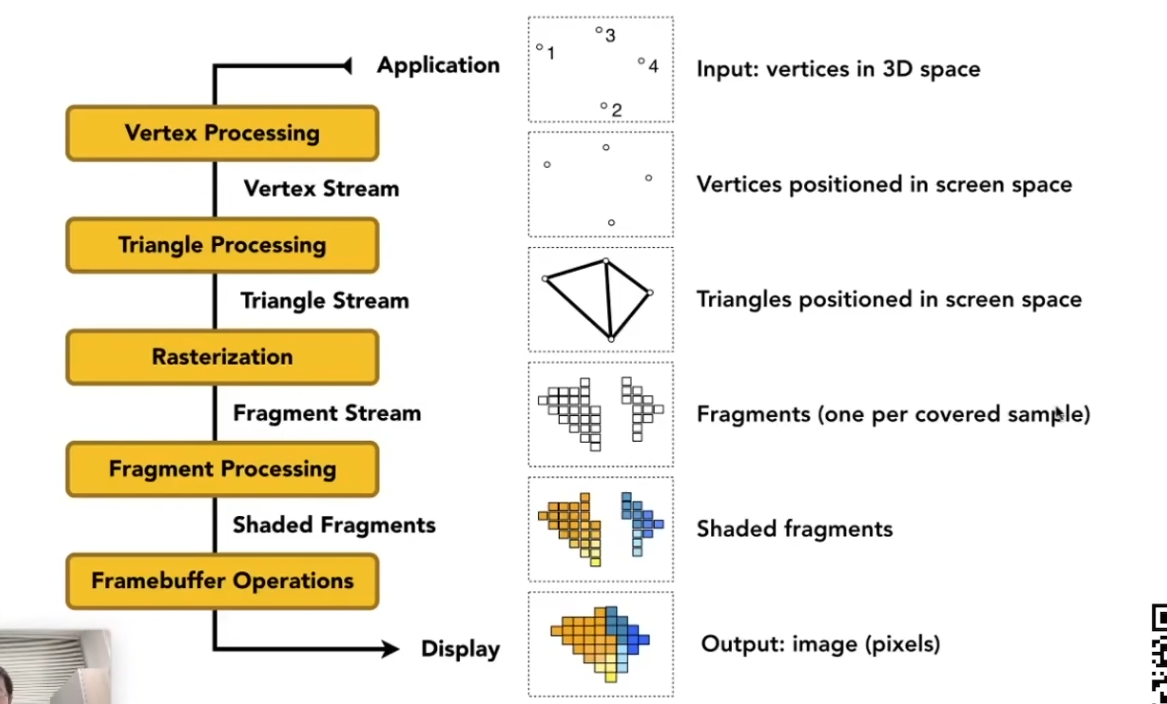 Application
3
1
4
2
Input: vertices in 3D space
Vertex Processing
Vertex Stream
Vertices positioned in screen space
Triangle Processing
Triangle Stream
Triangles positioned in screen space
Rasterization
Fragment Stream
Fragments (one per covered sample)
Fragment Processing
Shaded Fragments
Shaded fragments
Framebuffer Operations
Display
Output: image (pixels)